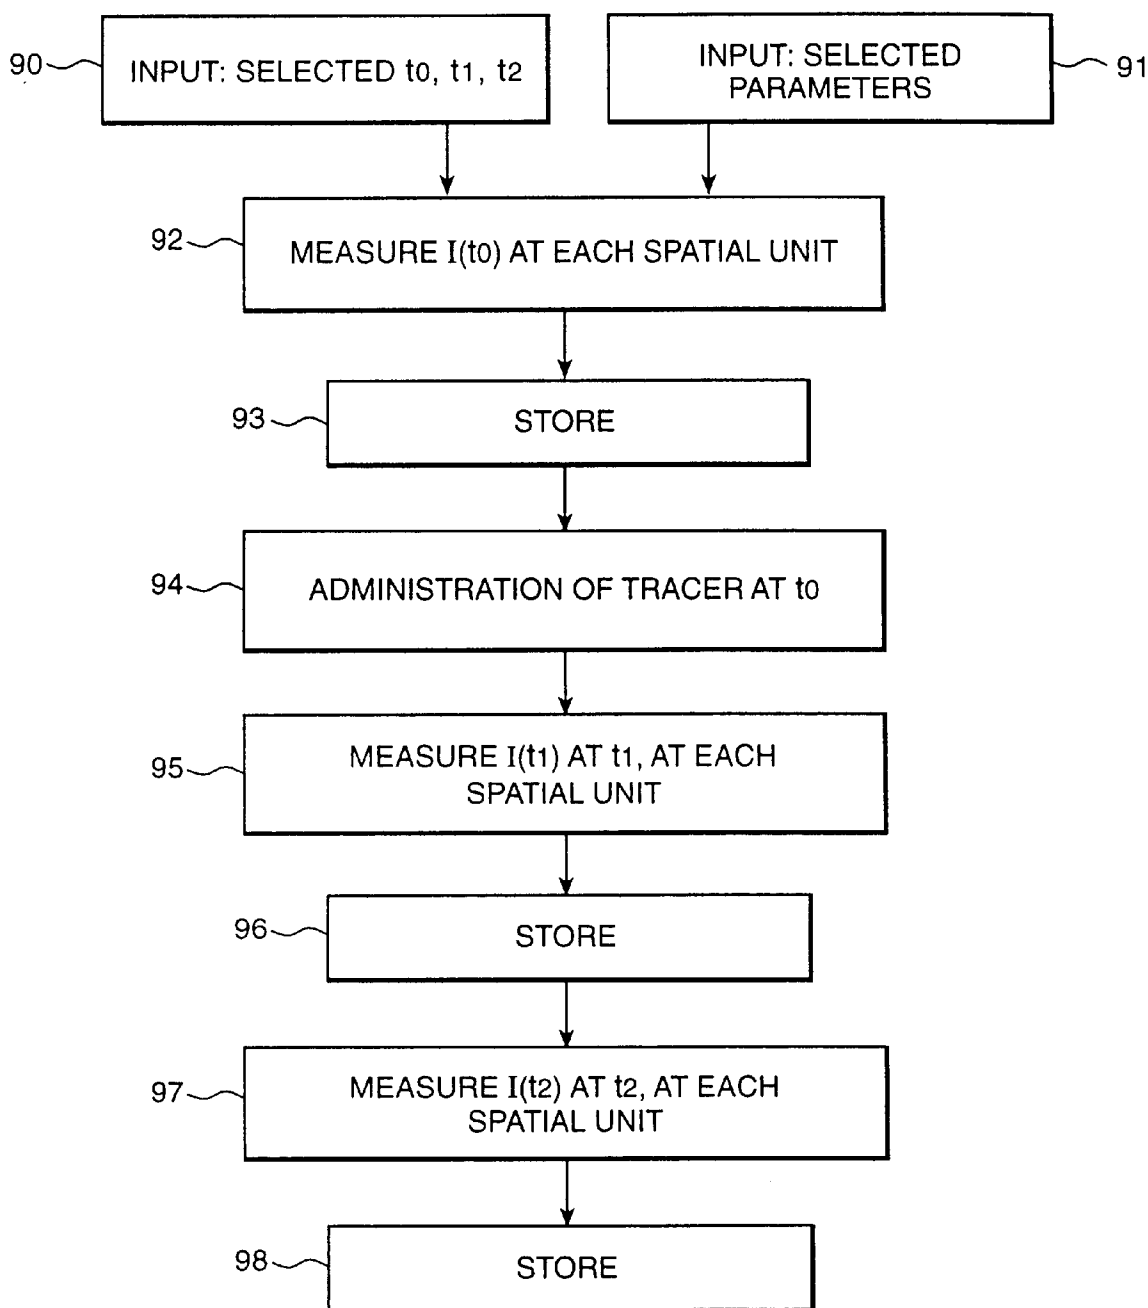 90
INPUT: SELECTED t0, t1, t2
INPUT: SELECTED
PARAMETERS
91
92
MEASURE I(t0) AT EACH SPATIAL UNIT
93
STORE
94
ADMINISTRATION OF TRACER AT t0
95
MEASURE I(t1) AT t1, AT EACH
SPATIAL UNIT
96
STORE
97
MEASURE I(t2) AT t2, AT EACH
SPATIAL UNIT
98
STORE